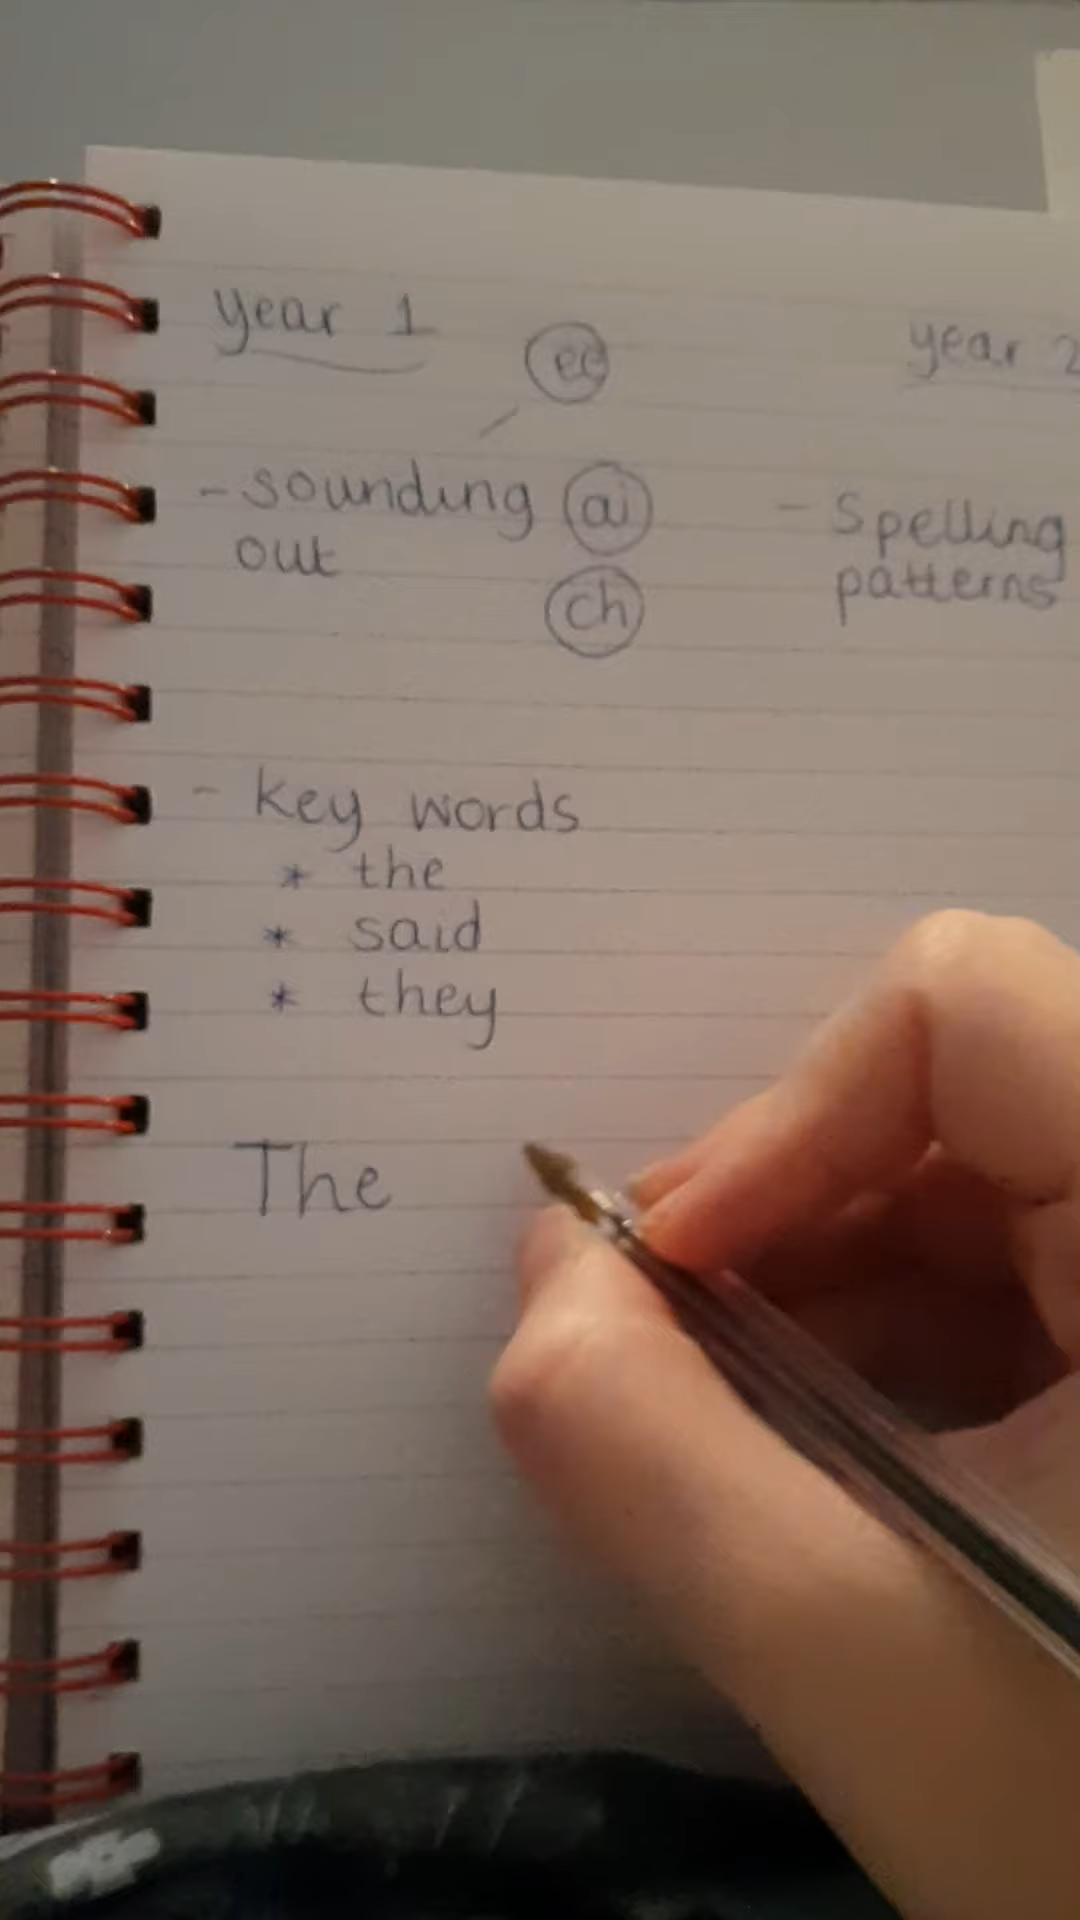 year 1
ee
- sounding
out
ai
ch
- key words
* the
* said
* they
The
year 2
- Spelling
patterns